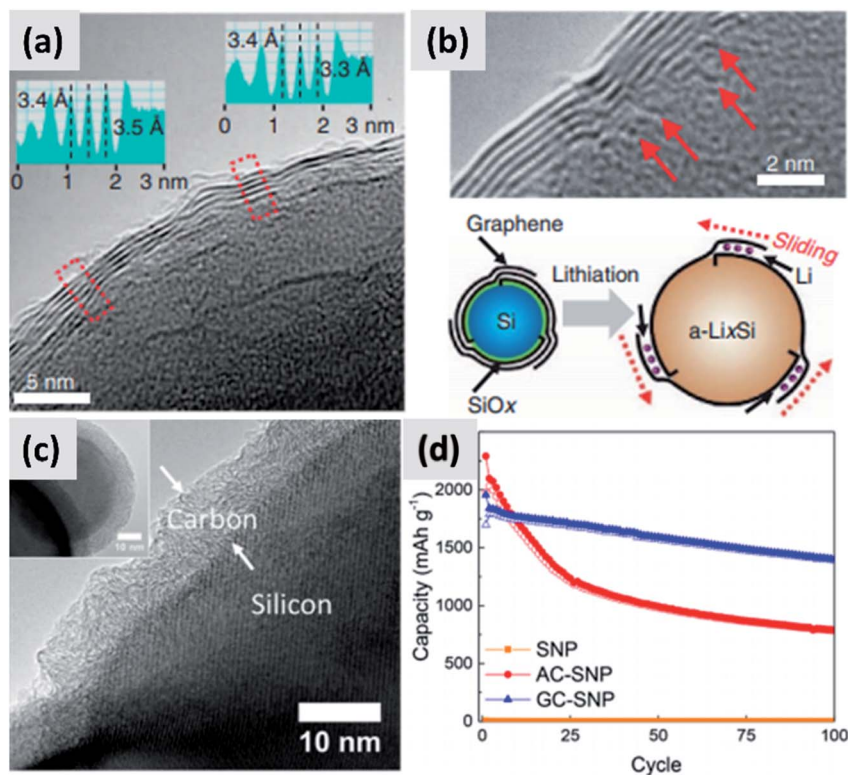 (a)
3.4 Å
3.3 Å
0 1 2 3 nm
3.4 Å
3.5 Å
0 1 2 3 nm
5 nm
(b)
2 nm
Graphene
Lithiation
Si
SiOx
Sliding
Li
a-LixSi
(c)
10 nm
Carbon
Silicon
10 nm
(d)
Capacity (mAh g⁻¹)
2000
1500
1000
500
0
SNP
AC-SNP
GC-SNP
0 25 50 75 100
Cycle